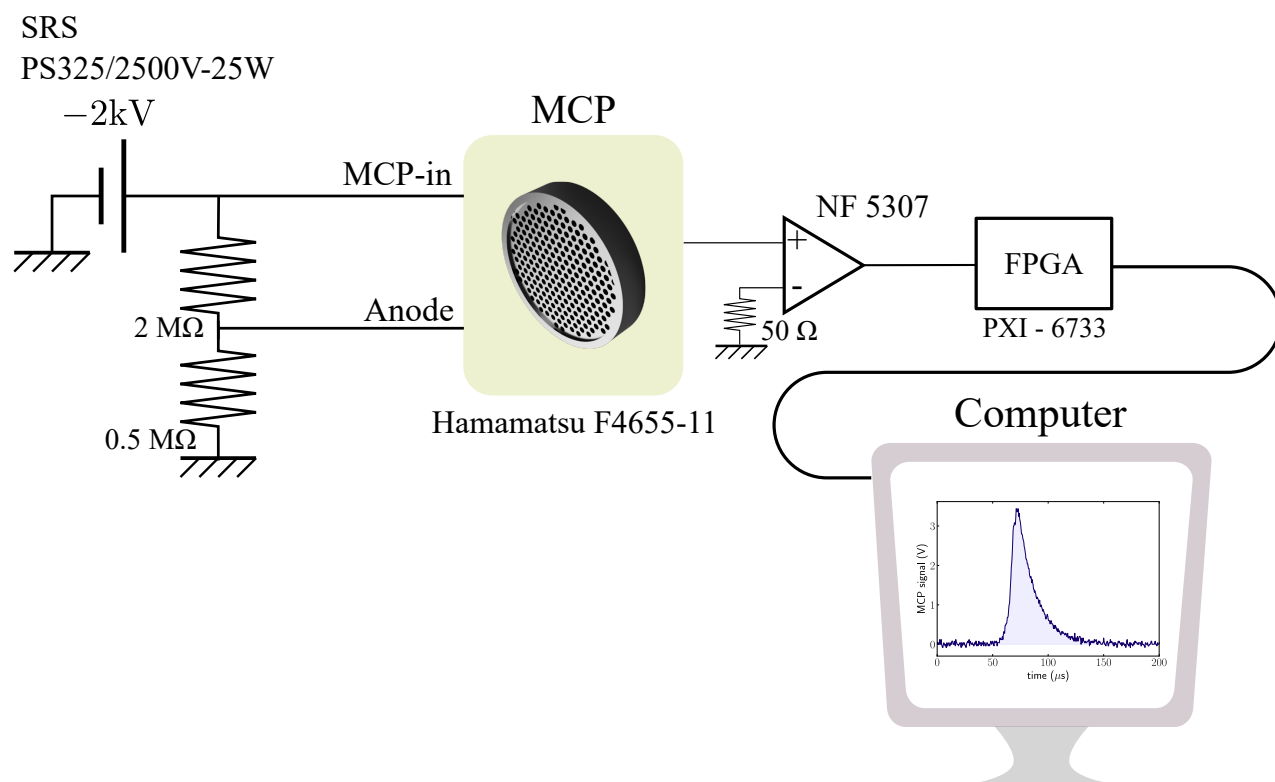 SRS
PS325/2500V-25W
−2kV
MCP
MCP-in
Anode
2 MΩ
0.5 MΩ
Hamamatsu F4655-11
NF 5307
+
-
50 Ω
FPGA
PXI - 6733
Computer
MCP signal (V)
3
2
1
0
0 50 100 150 200
time (μs)